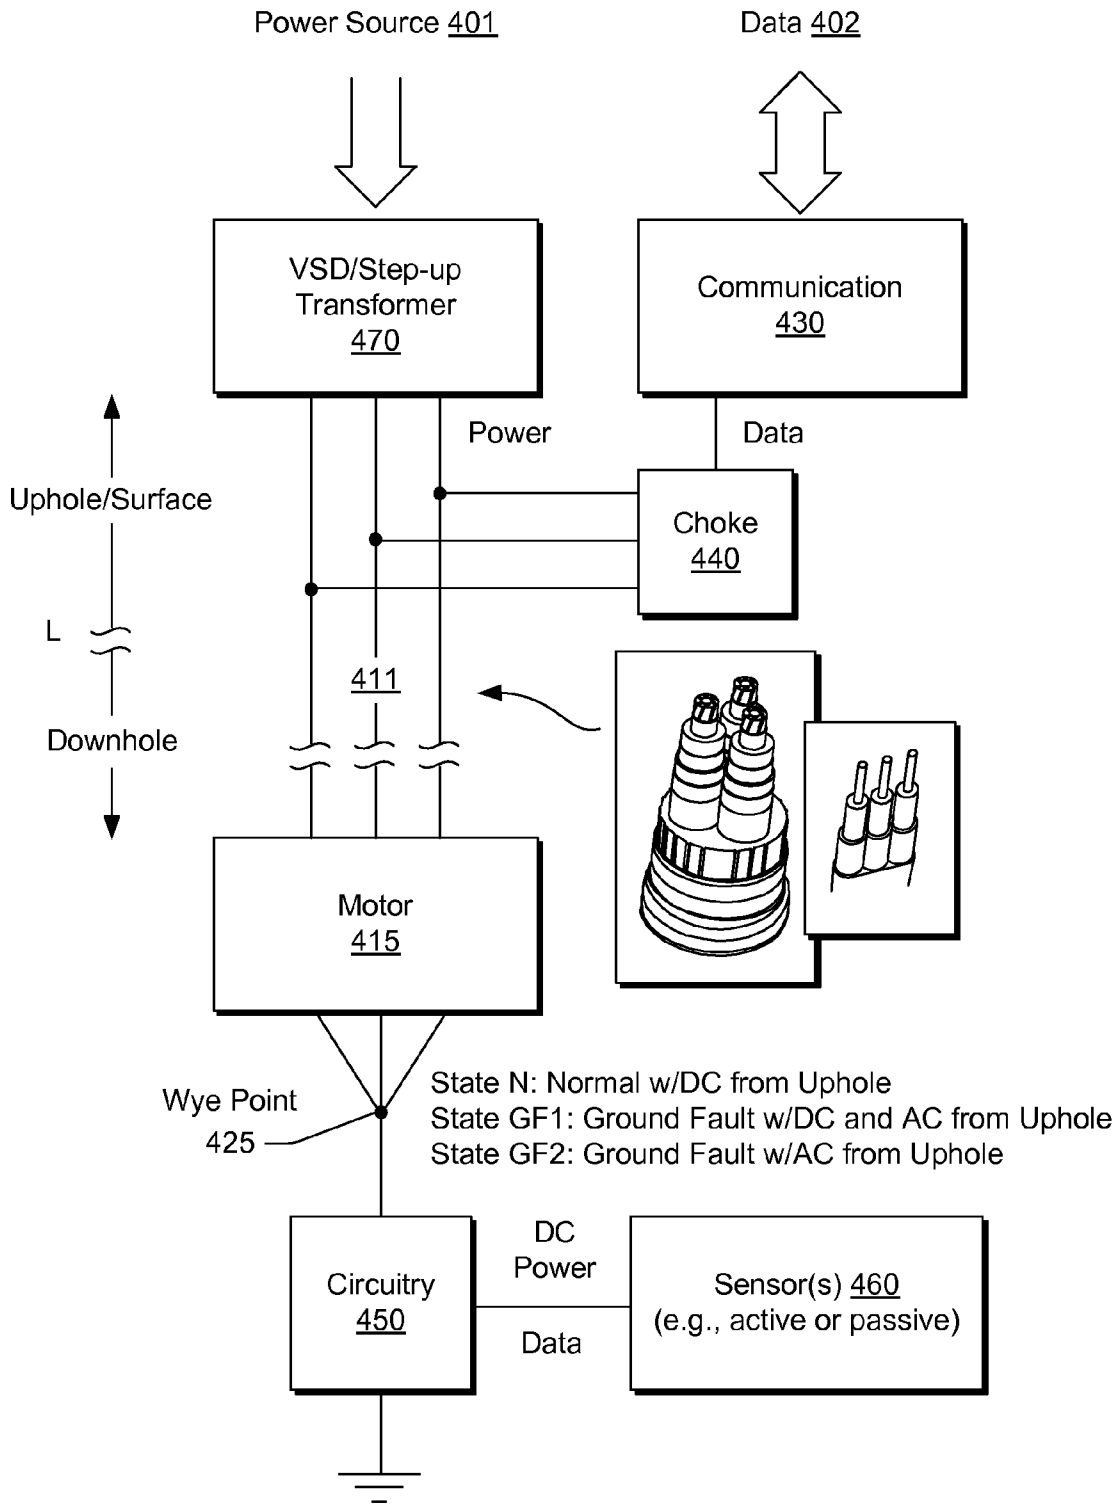 Power Source 401
Data 402
VSD/Step-up
Transformer
470
Communication
430
Power
Data
Uphole/Surface
Choke
440
L
411
Downhole
Motor
415
Wye Point
425
State N: Normal w/DC from Uphole
State GF1: Ground Fault w/DC and AC from Uphole
State GF2: Ground Fault w/AC from Uphole
Circuitry
450
DC
Power
Data
Sensor(s) 460
(e.g., active or passive)